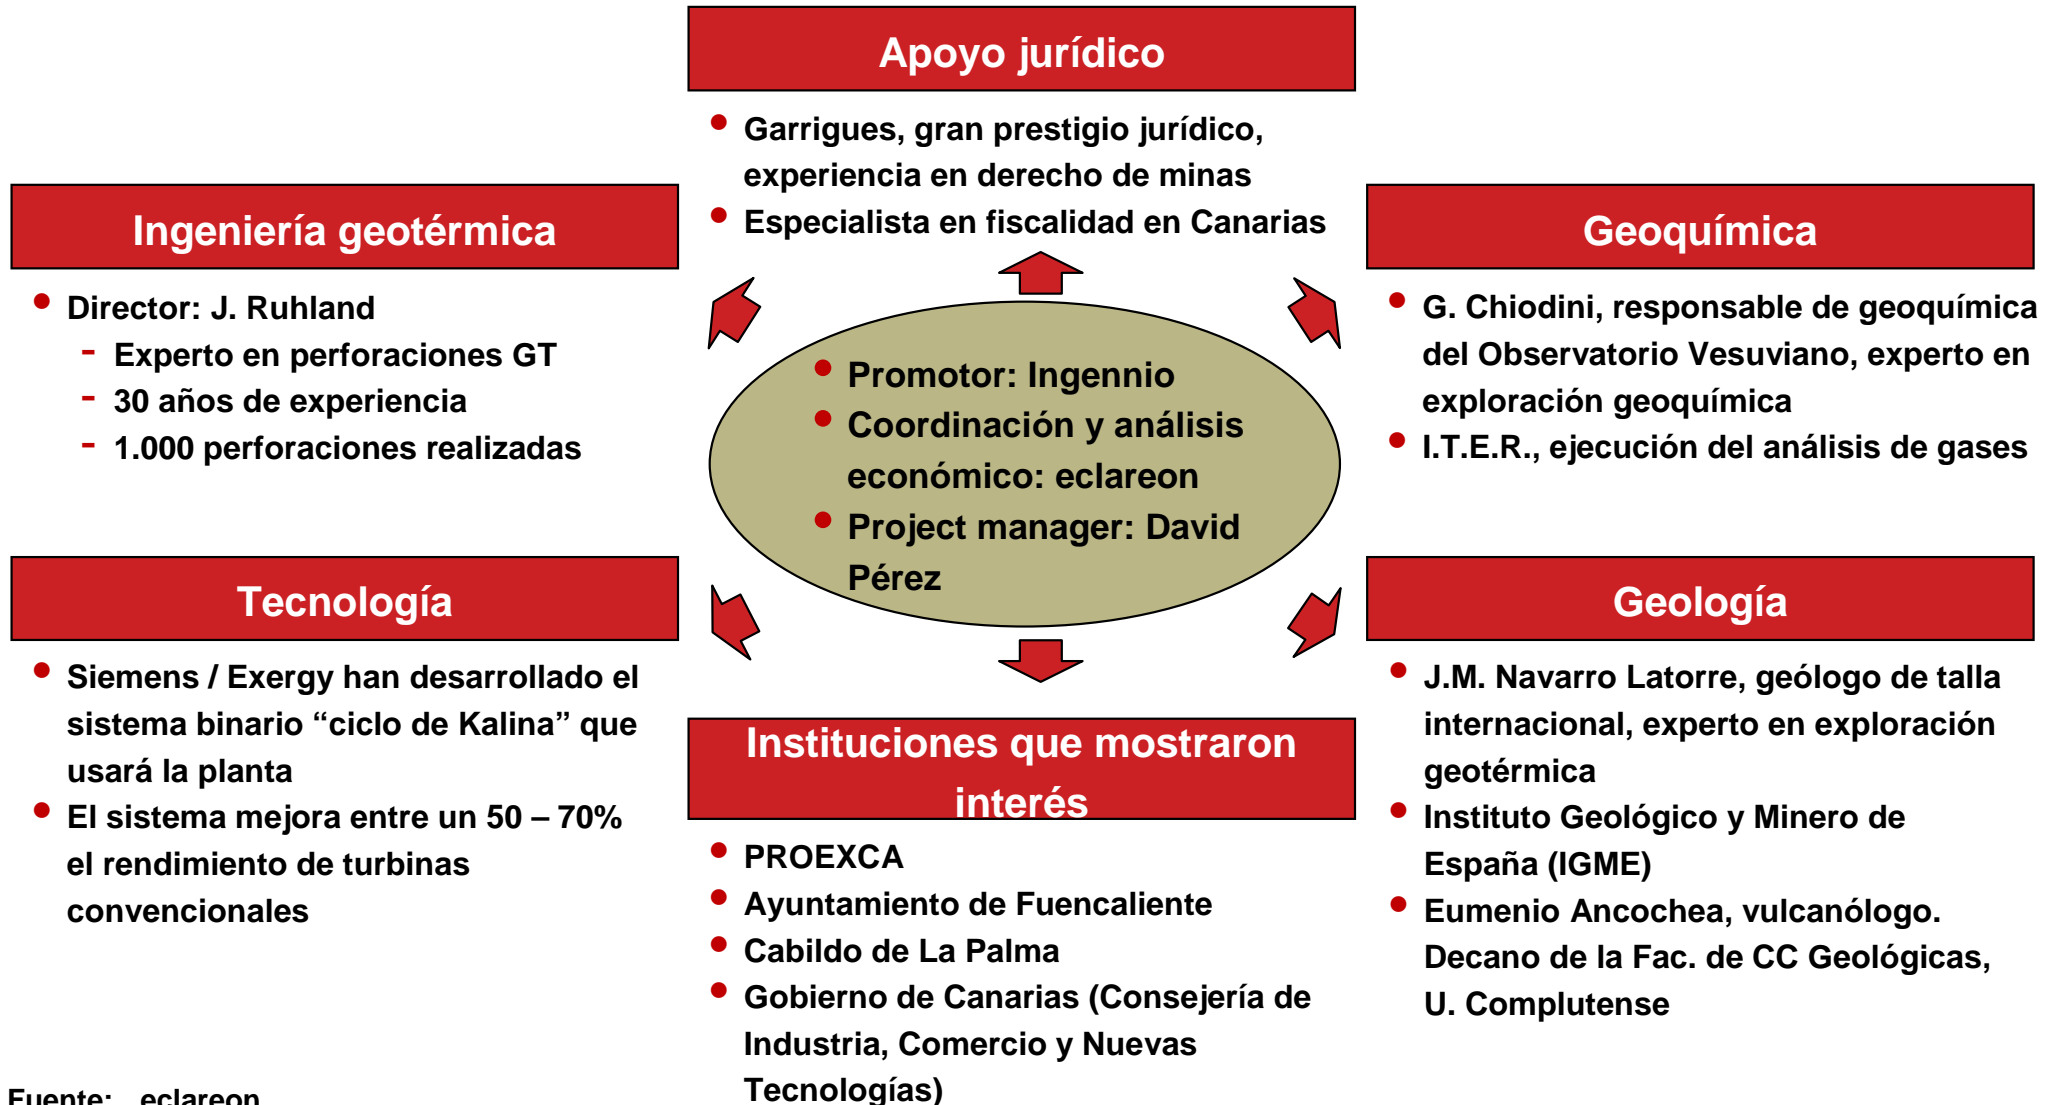 Apoyo jurídico
• Garrigues, gran prestigio jurídico,
experiencia en derecho de minas
• Especialista en fiscalidad en Canarias
Ingeniería geotérmica
• Director: J. Ruhland
- Experto en perforaciones GT
- 30 años de experiencia
- 1.000 perforaciones realizadas
Geoquímica
• G. Chiodini, responsable de geoquímica
del Observatorio Vesuviano, experto en
exploración geoquímica
• I.T.E.R., ejecución del análisis de gases
• Promotor: Ingennio
• Coordinación y análisis
económico: eclareon
• Project manager: David
Pérez
Tecnología
• Siemens / Exergy han desarrollado el
sistema binario “ciclo de Kalina” que
usará la planta
• El sistema mejora entre un 50 – 70%
el rendimiento de turbinas
convencionales
Instituciones que mostraron
interés
• PROEXCA
• Ayuntamiento de Fuencaliente
• Cabildo de La Palma
• Gobierno de Canarias (Consejería de
Industria, Comercio y Nuevas
Tecnologías)
Geología
• J.M. Navarro Latorre, geólogo de talla
internacional, experto en exploración
geotérmica
• Instituto Geológico y Minero de
España (IGME)
• Eumenio Ancochea, vulcanólogo.
Decano de la Fac. de CC Geológicas,
U. Complutense
Fuente: eclareon